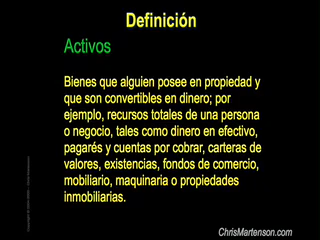 Definición
Activos
Bienes que alguien posee en propiedad y
que son convertibles en dinero; por
ejemplo, recursos totales de una persona
o negocio, tales como dinero en efectivo,
pagarés y cuentas por cobrar, carteras de
valores, existencias, fondos de comercio,
mobiliario, maquinaria o propiedades
inmobiliarias.
ChrisMartenson.com